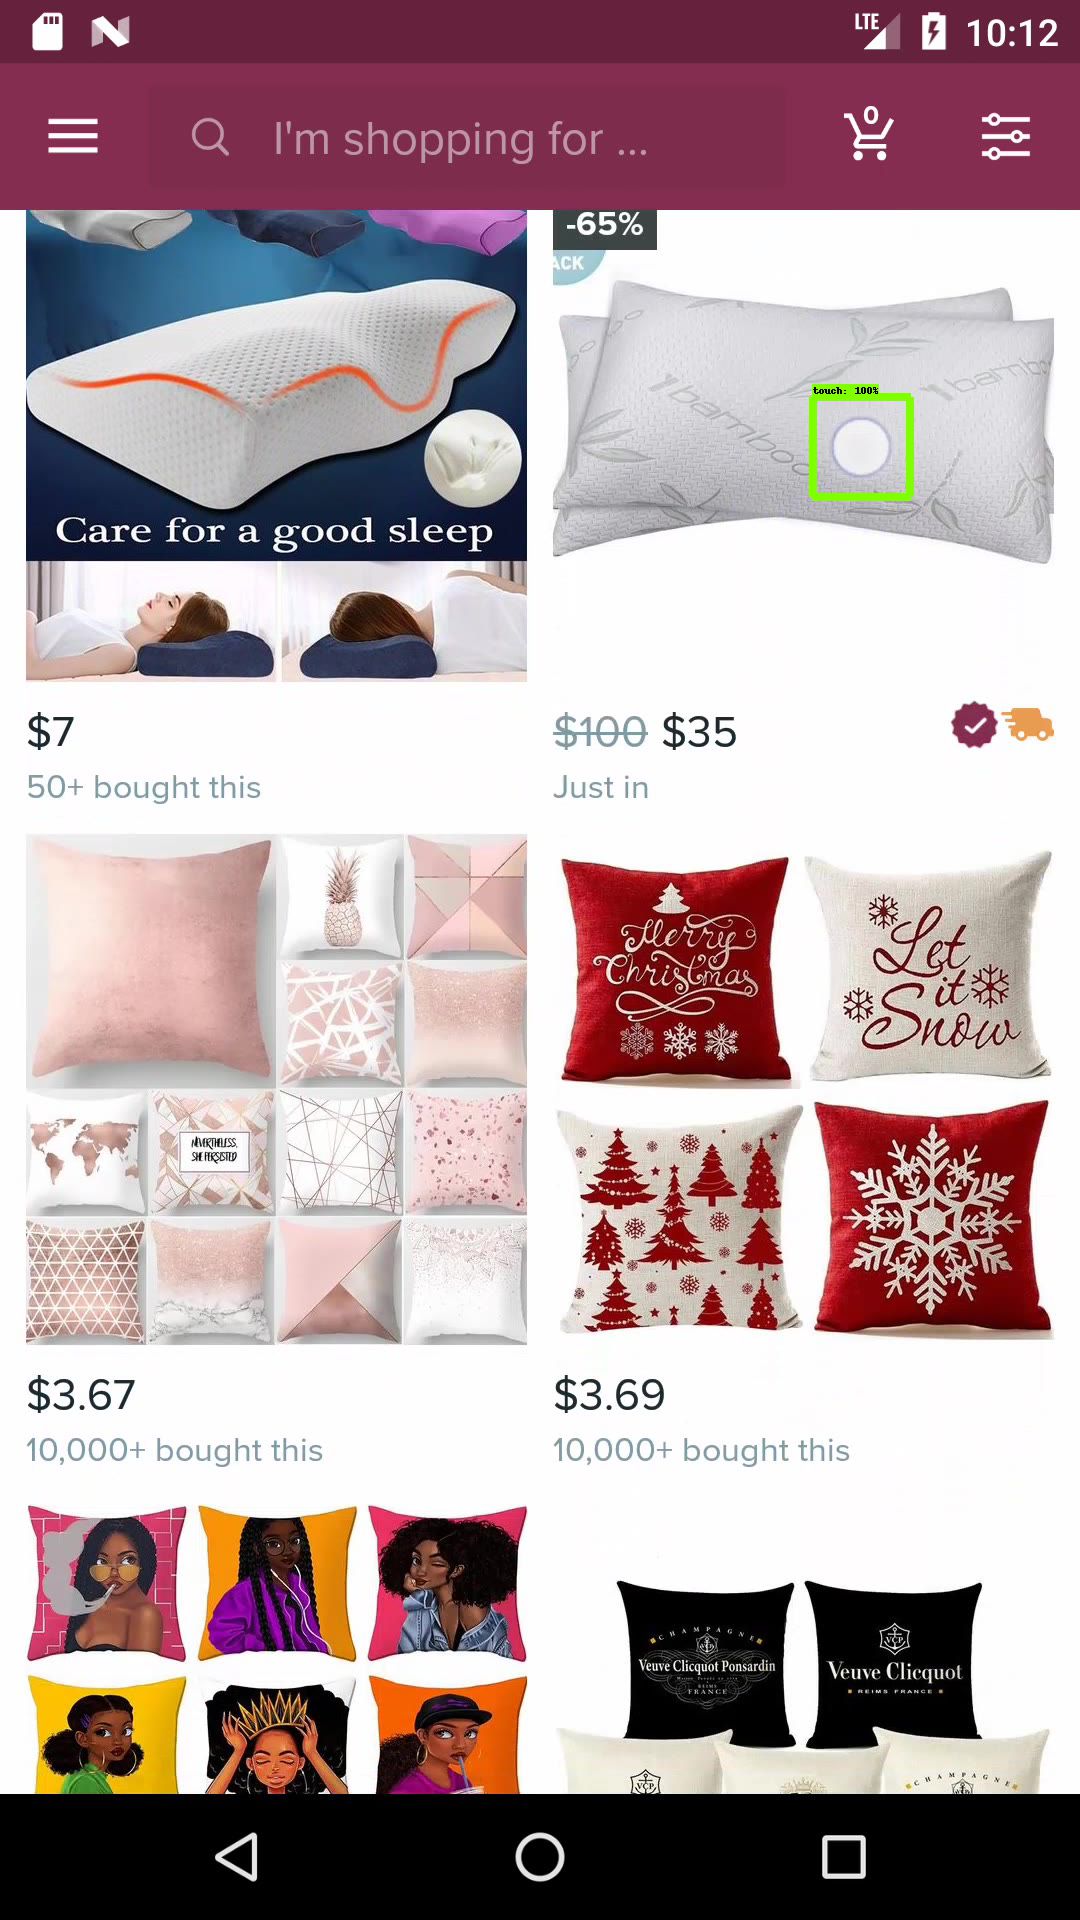 LTE 10:12
I'm shopping for ...
0
-65%
ACK
bamboo
bamboo
touch: 100%
Care for a good sleep
$7
50+ bought this
$100 $35
Just in
NEVERTHELESS,
SHE PERSISTED
Merry
Christmas
Let
it
Snow
$3.67
10,000+ bought this
$3.69
10,000+ bought this
CHAMPAGNE
VCP
Veuve Clicquot Ponsardin
REIMS
FRANCE
VCP
Veuve Clicquot
REIMS FRANCE
VCP
CHAMPAGNE